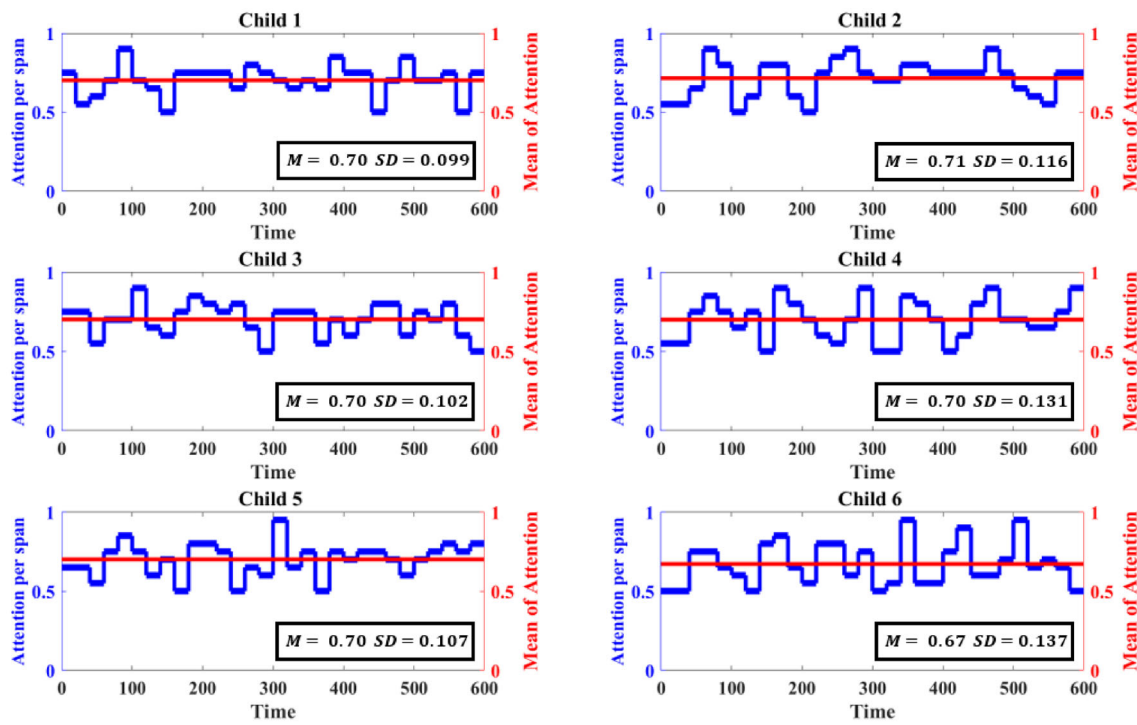 Child 1
Attention per span
1
0.5
0
M = 0.70 SD = 0.099
1
0.5
0
Mean of Attention
0 100 200 300 400 500 600
Time
Child 2
Attention per span
1
0.5
0
M = 0.71 SD = 0.116
1
0.5
0
Mean of Attention
0 100 200 300 400 500 600
Time
Child 3
Attention per span
1
0.5
0
M = 0.70 SD = 0.102
1
0.5
0
Mean of Attention
0 100 200 300 400 500 600
Time
Child 4
Attention per span
1
0.5
0
M = 0.70 SD = 0.131
1
0.5
0
Mean of Attention
0 100 200 300 400 500 600
Time
Child 5
Attention per span
1
0.5
0
M = 0.70 SD = 0.107
1
0.5
0
Mean of Attention
0 100 200 300 400 500 600
Time
Child 6
Attention per span
1
0.5
0
M = 0.67 SD = 0.137
1
0.5
0
Mean of Attention
0 100 200 300 400 500 600
Time